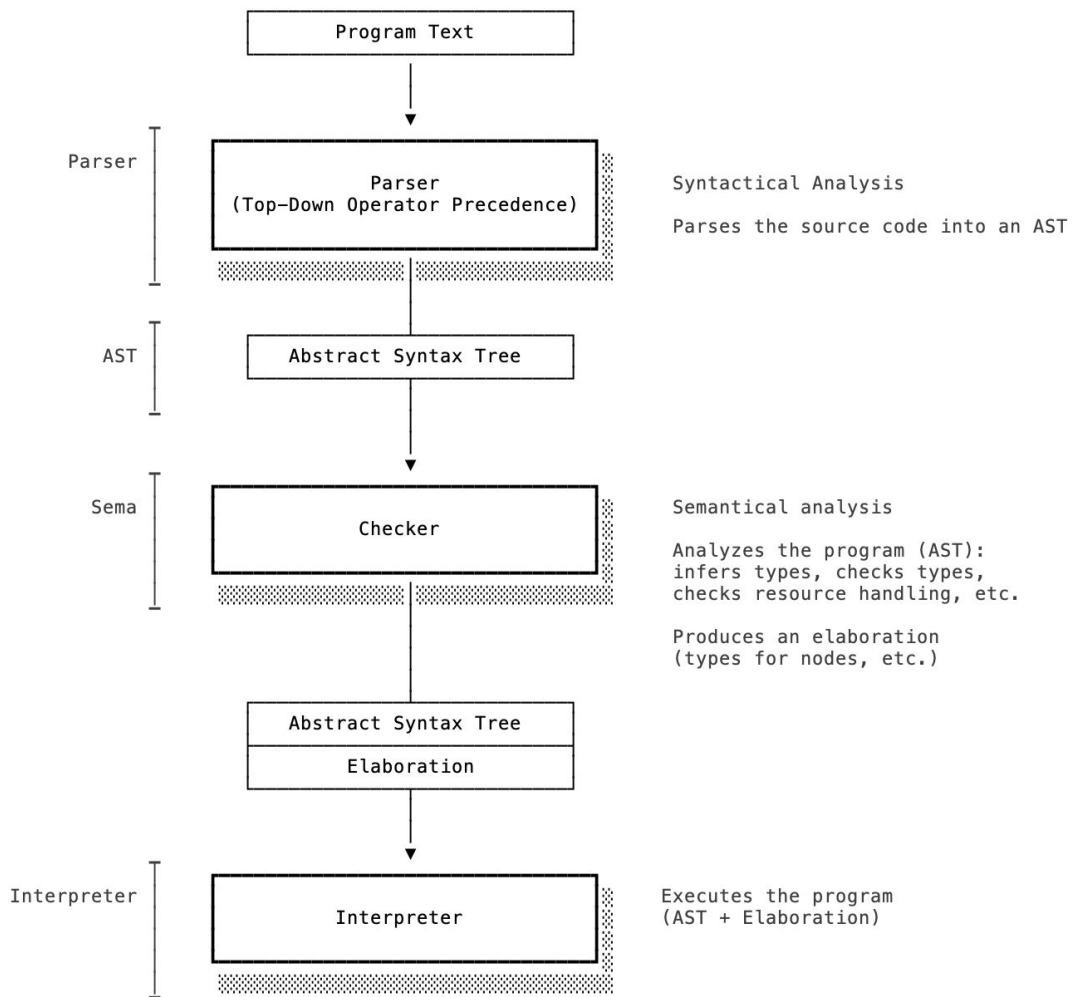 Program Text
Parser
Parser
(Top-Down Operator Precedence)
Syntactical Analysis
Parses the source code into an AST
AST
Abstract Syntax Tree
Sema
Checker
Semantical analysis
Analyzes the program (AST):
infers types, checks types,
checks resource handling, etc.
Produces an elaboration
(types for nodes, etc.)
Abstract Syntax Tree
Elaboration
Interpreter
Interpreter
Executes the program
(AST + Elaboration)